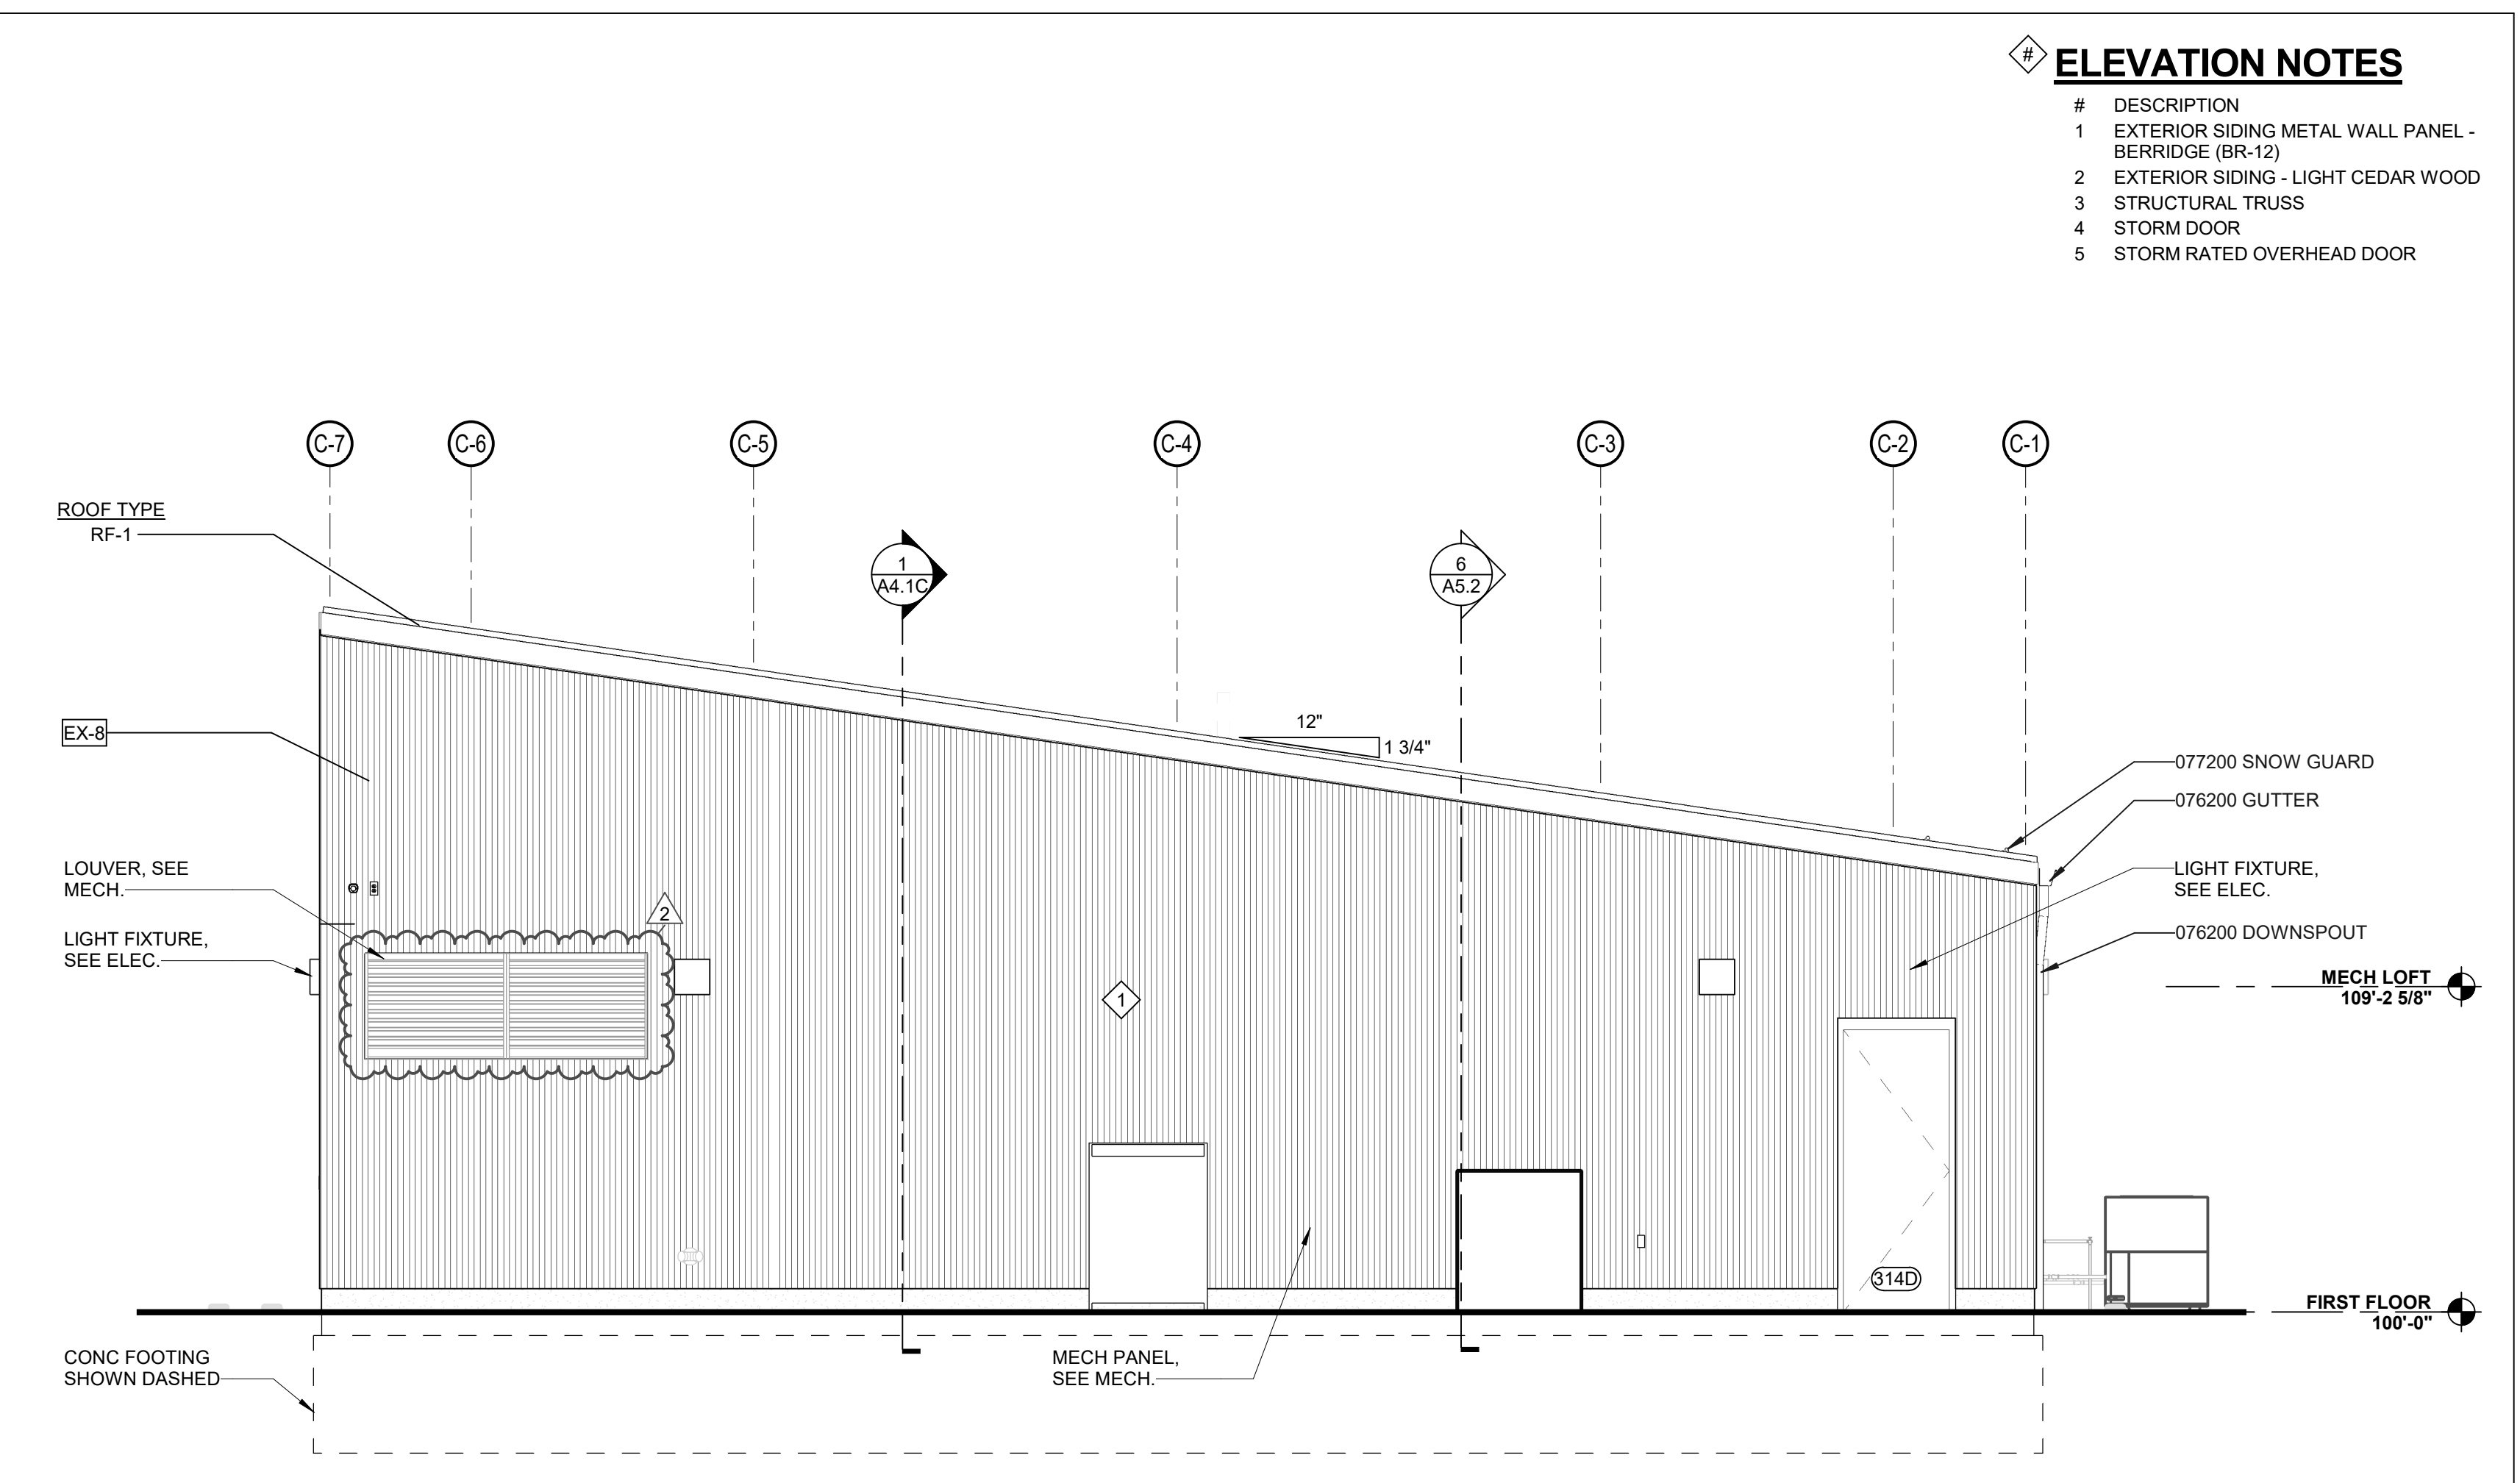 # ELEVATION NOTES
# DESCRIPTION
1 EXTERIOR SIDING METAL WALL PANEL -
BERRIDGE (BR-12)
2 EXTERIOR SIDING - LIGHT CEDAR WOOD
3 STRUCTURAL TRUSS
4 STORM DOOR
5 STORM RATED OVERHEAD DOOR
C-7 C-6 C-5 C-4 C-3 C-2 C-1
ROOF TYPE
RF-1
1
A4.1C
6
A5.2
12"
1 3/4"
EX-8
077200 SNOW GUARD
076200 GUTTER
LIGHT FIXTURE,
SEE ELEC.
076200 DOWNSPOUT
LOUVER, SEE
MECH.
2
LIGHT FIXTURE,
SEE ELEC.
1
MECH LOFT
109'-2 5/8"
314D
FIRST FLOOR
100'-0"
CONC FOOTING
SHOWN DASHED
MECH PANEL,
SEE MECH.